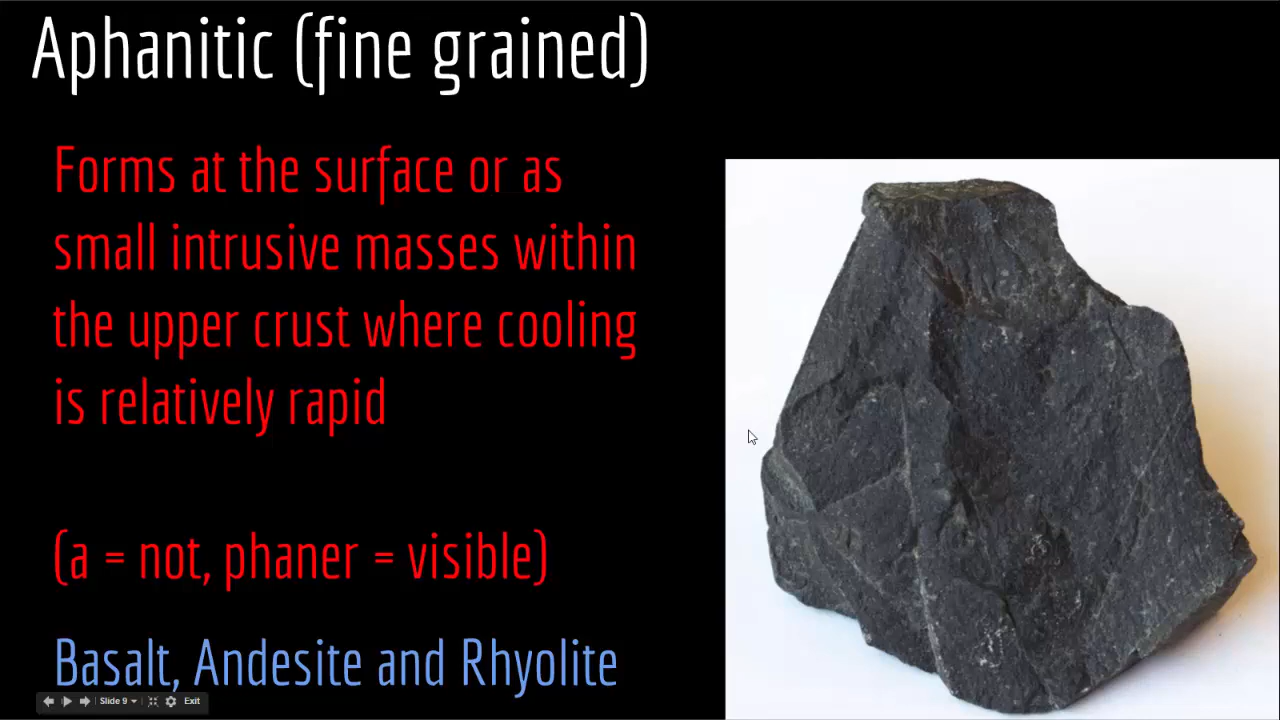 Aphanitic (fine grained)
Forms at the surface or as
small intrusive masses within
the upper crust where cooling
is relatively rapid
(a = not, phaner = visible)
Basalt, Andesite and Rhyolite
Slide 9 Exit